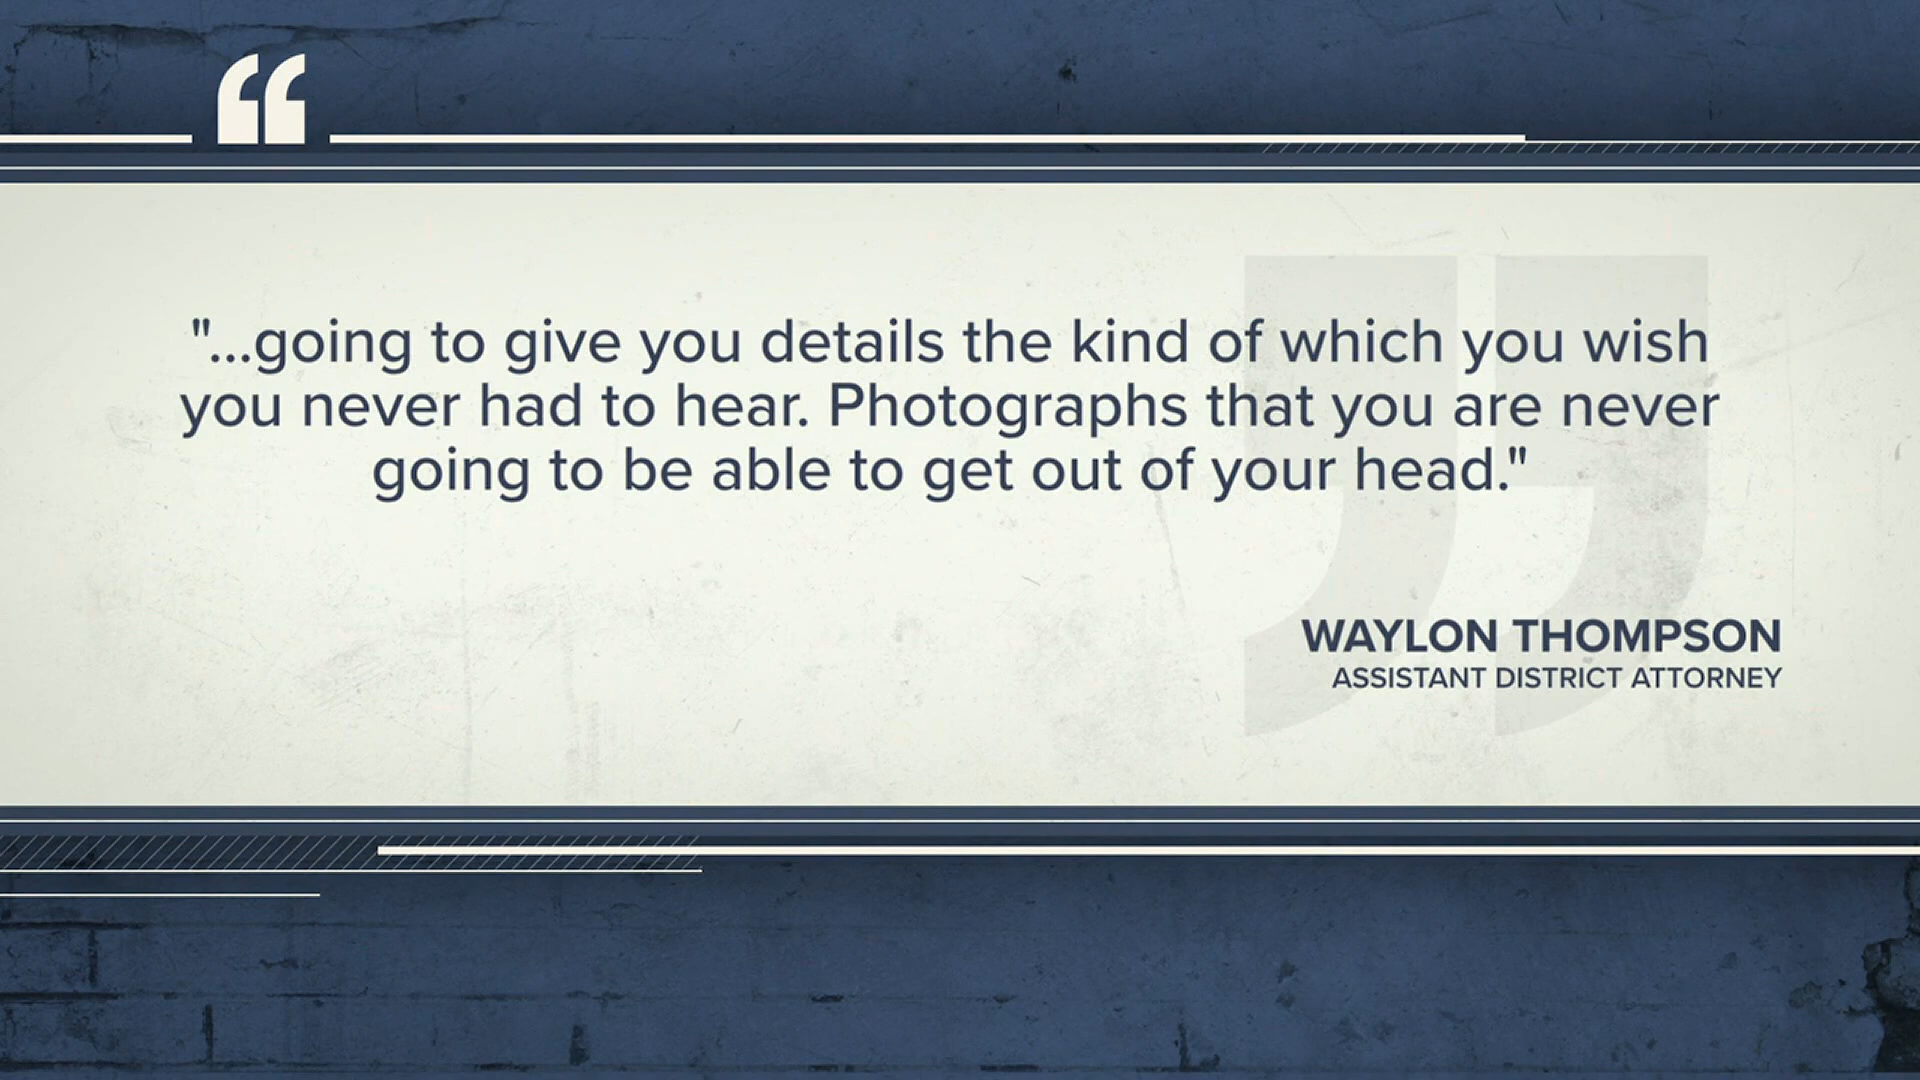 "...going to give you details the kind of which you wish
you never had to hear. Photographs that you are never
going to be able to get out of your head."
WAYLON THOMPSON
ASSISTANT DISTRICT ATTORNEY